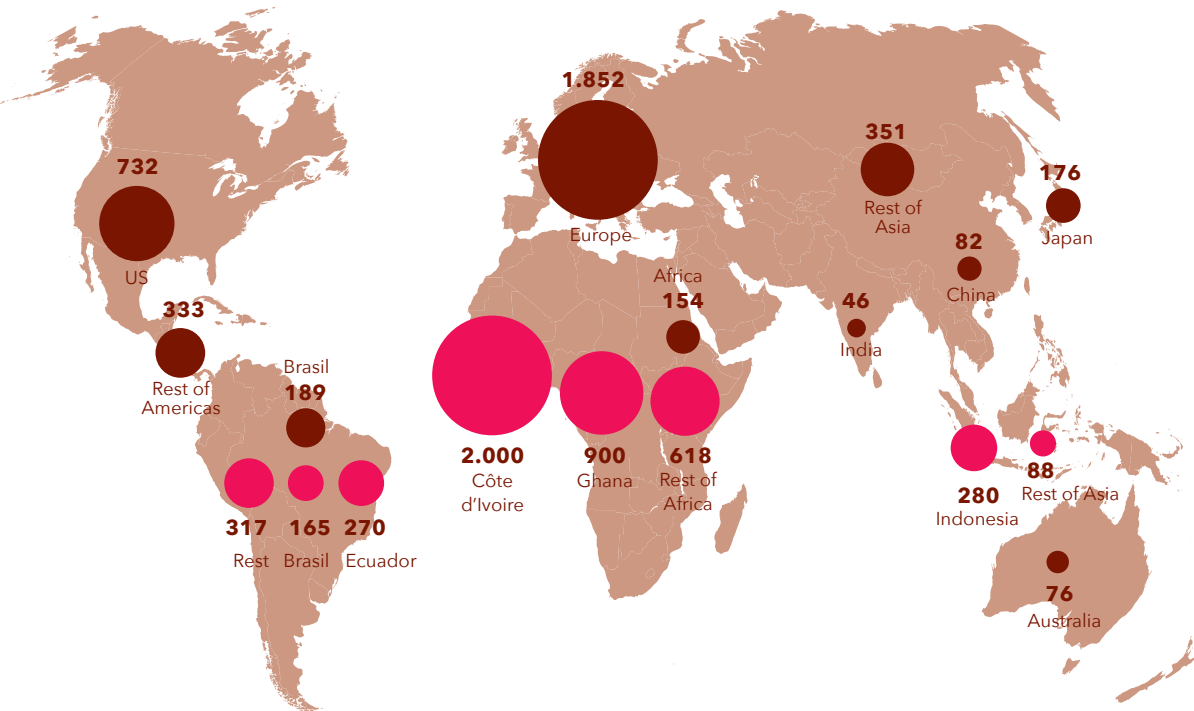 1.852
Europe
732
US
351
Rest of
Asia
176
Japan
82
China
46
India
Africa
154
333
Rest of
Americas
Brasil
189
317
Rest
165
Brasil
270
Ecuador
2.000
Côte
d’Ivoire
900
Ghana
618
Rest of
Africa
280
Indonesia
88
Rest of Asia
76
Australia